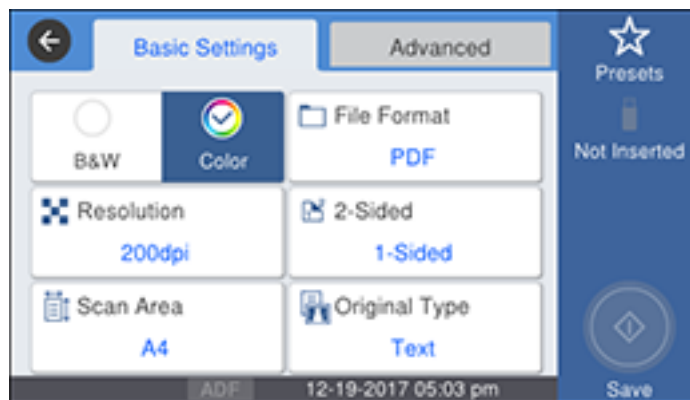 Basic Settings
Advanced
Presets
B&W
Color
File Format
PDF
Not Inserted
Resolution
200dpi
2-Sided
1-Sided
Scan Area
A4
Original Type
Text
ADF
12-19-2017 05:03 pm
Save